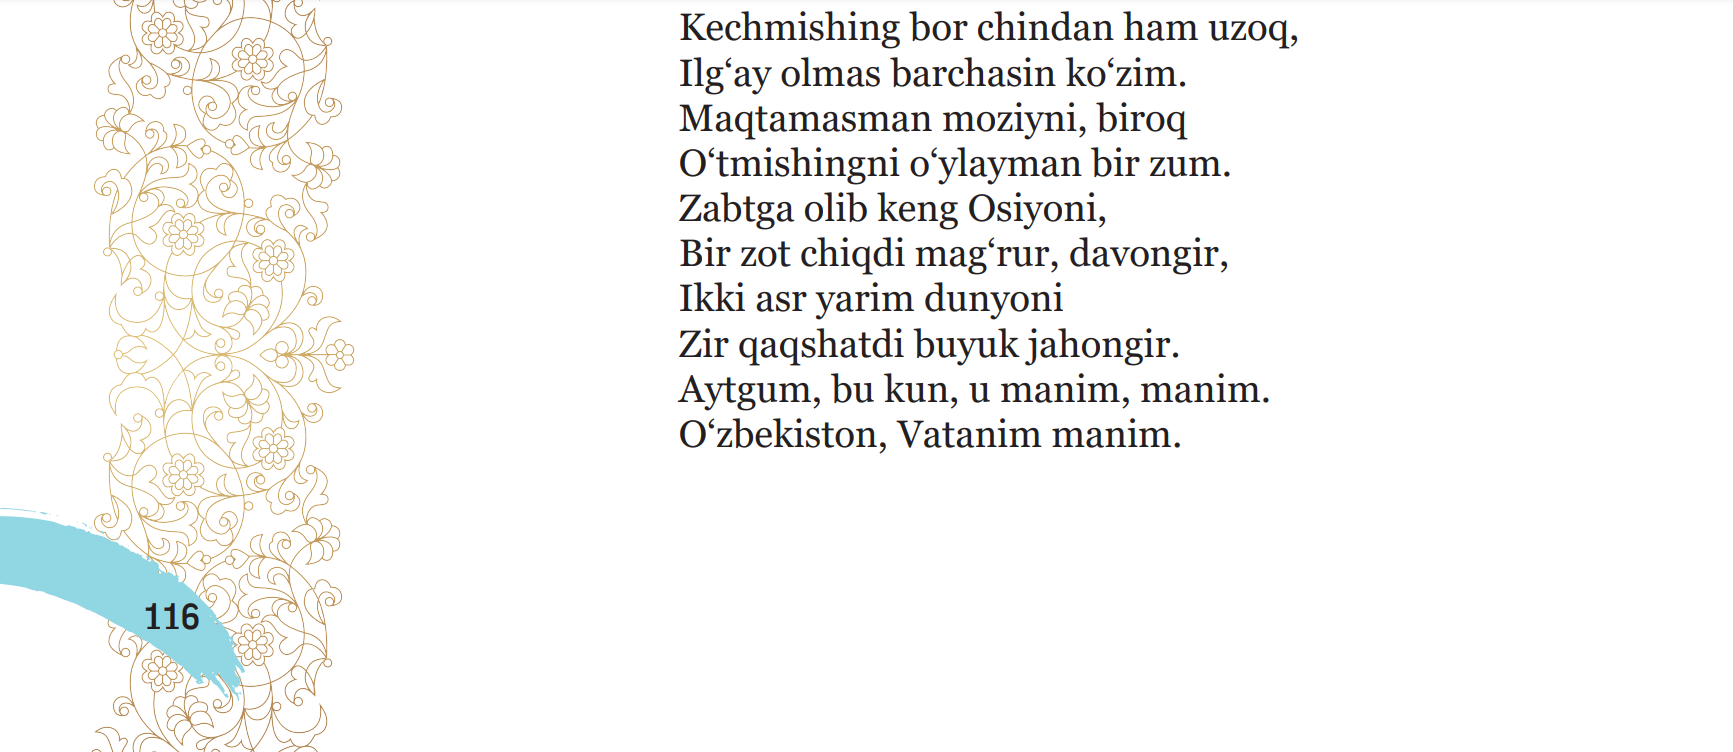 Kechmishing bor chindan ham uzoq,
Ilg‘ay olmas barchasin ko‘zim.
Maqtamasman moziyni, biroq
O‘tmishingni o‘ylayman bir zum.
Zabtga olib keng Osiyoni,
Bir zot chiqdi mag‘rur, davongir,
Ikki asr yarim dunyoni
Zir qaqshatdi buyuk jahongir.
Aytgum, bu kun, u manim, manim.
O‘zbekiston, Vatanim manim.
116